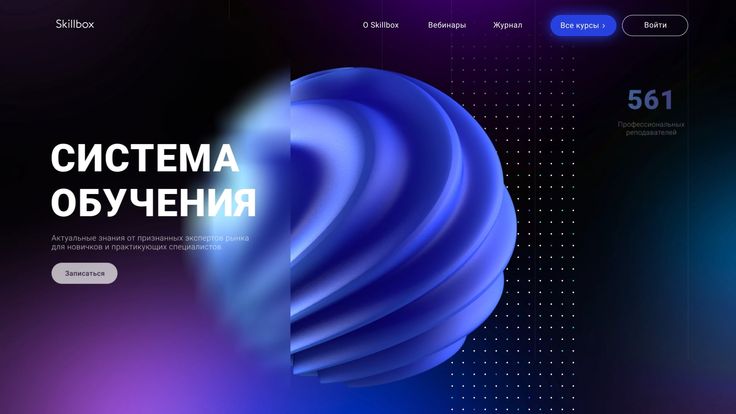 Skillbox
О Skillbox
Вебинары
Журнал
Все курсы ›
Войти
561
Профессиональных
реподавателей
СИСТЕМА
ОБУЧЕНИЯ
Актуальные знания от признанных экспертов рынка
для новичков и практикующих специалистов
Записаться